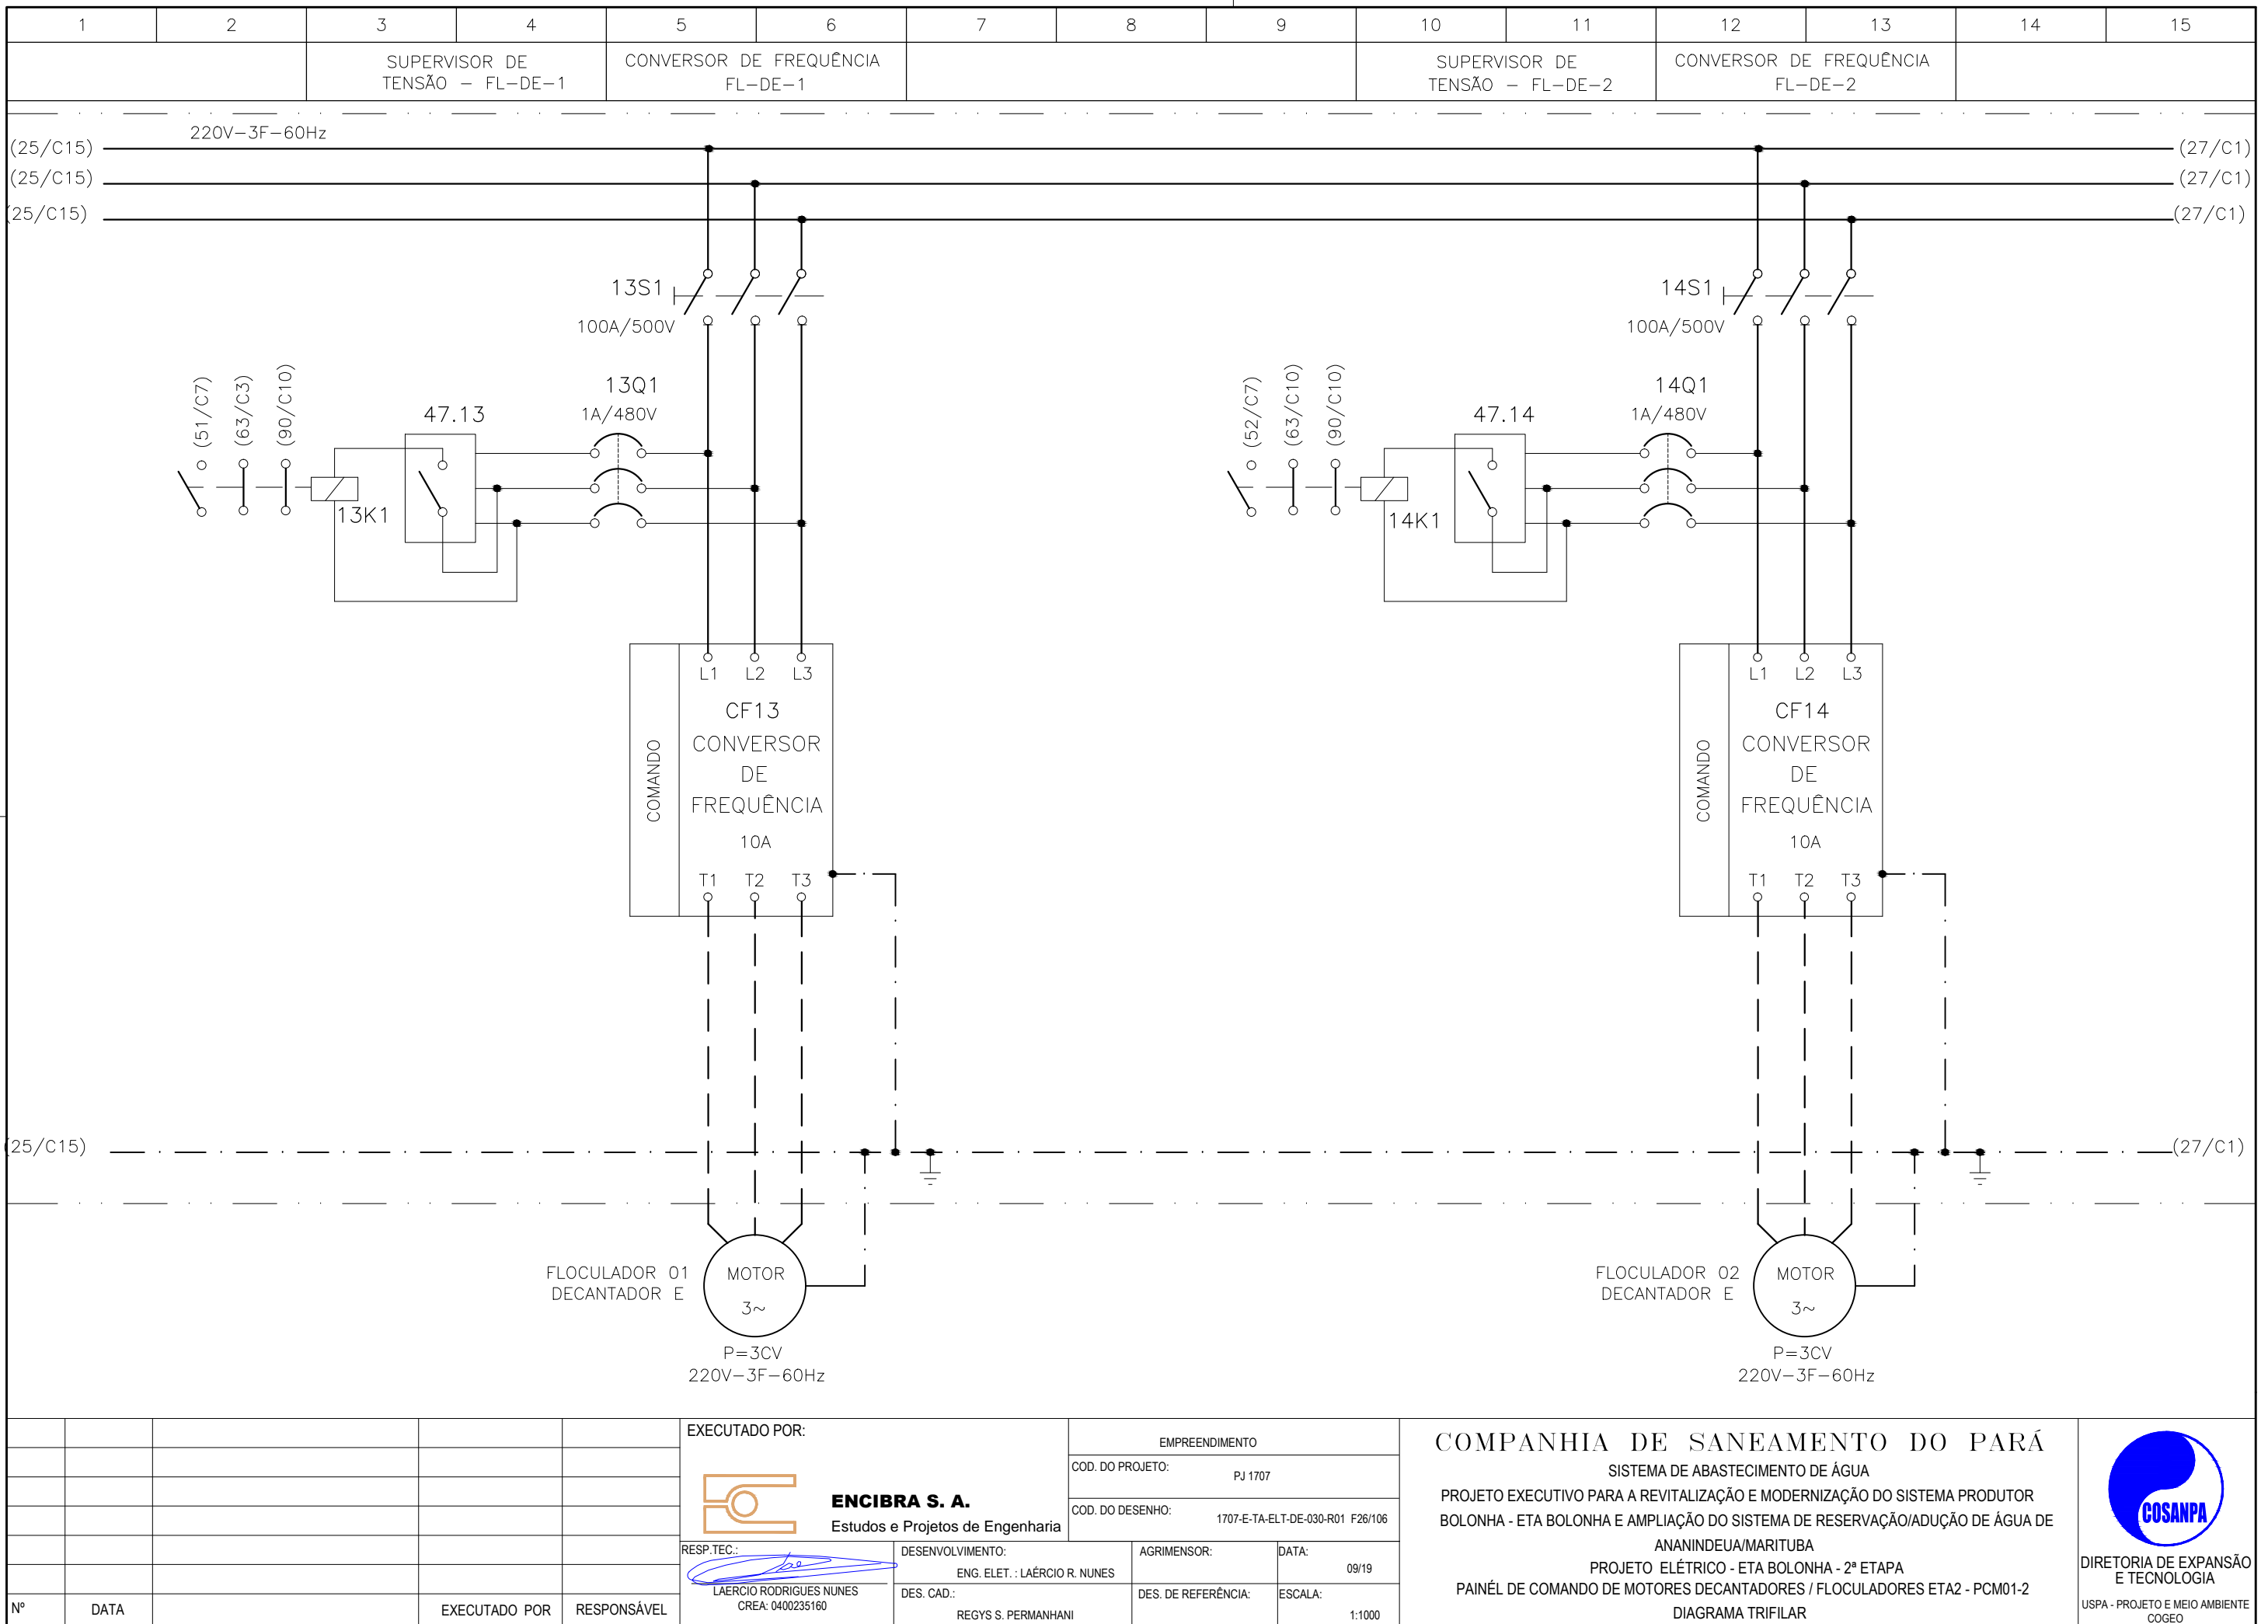 1 2 3 4 5 6 7 8 9 10 11 12 13 14 15
SUPERVISOR DE
TENSÃO – FL–DE–1
CONVERSOR DE FREQUÊNCIA
FL–DE–1
SUPERVISOR DE
TENSÃO – FL–DE–2
CONVERSOR DE FREQUÊNCIA
FL–DE–2
220V–3F–60Hz
(25/C15)
(27/C1)
(25/C15)
(27/C1)
(25/C15)
(27/C1)
13S1
100A/500V
14S1
100A/500V
(51/C7)
(63/C3)
(90/C10)
47.13
13Q1
1A/480V
13K1
(52/C7)
(63/C10)
(90/C10)
47.14
14Q1
1A/480V
14K1
COMANDO
L1 L2 L3
CF13
CONVERSOR
DE
FREQUÊNCIA
10A
T1 T2 T3
COMANDO
L1 L2 L3
CF14
CONVERSOR
DE
FREQUÊNCIA
10A
T1 T2 T3
(25/C15)
(27/C1)
FLOCULADOR 01
DECANTADOR E
MOTOR
3~
P=3CV
220V–3F–60Hz
FLOCULADOR 02
DECANTADOR E
MOTOR
3~
P=3CV
220V–3F–60Hz
Nº DATA EXECUTADO POR RESPONSÁVEL
EXECUTADO POR:
ENCIBRA S. A.
Estudos e Projetos de Engenharia
EMPREENDIMENTO
COD. DO PROJETO: PJ 1707
COD. DO DESENHO: 1707-E-TA-ELT-DE-030-R01 F26/106
RESP.TEC.:
LAERCIO RODRIGUES NUNES
CREA: 0400235160
DESENVOLVIMENTO:
ENG. ELET. : LAÉRCIO R. NUNES
AGRIMENSOR:
DATA:
09/19
DES. CAD.:
REGYS S. PERMANHANI
DES. DE REFERÊNCIA:
ESCALA:
1:1000
COMPANHIA DE SANEAMENTO DO PARÁ
SISTEMA DE ABASTECIMENTO DE ÁGUA
PROJETO EXECUTIVO PARA A REVITALIZAÇÃO E MODERNIZAÇÃO DO SISTEMA PRODUTOR
BOLONHA - ETA BOLONHA E AMPLIAÇÃO DO SISTEMA DE RESERVAÇÃO/ADUÇÃO DE ÁGUA DE
ANANINDEUA/MARITUBA
PROJETO ELÉTRICO - ETA BOLONHA - 2ª ETAPA
PAINÉL DE COMANDO DE MOTORES DECANTADORES / FLOCULADORES ETA2 - PCM01-2
DIAGRAMA TRIFILAR
COSANPA
DIRETORIA DE EXPANSÃO
E TECNOLOGIA
USPA - PROJETO E MEIO AMBIENTE
COGEO